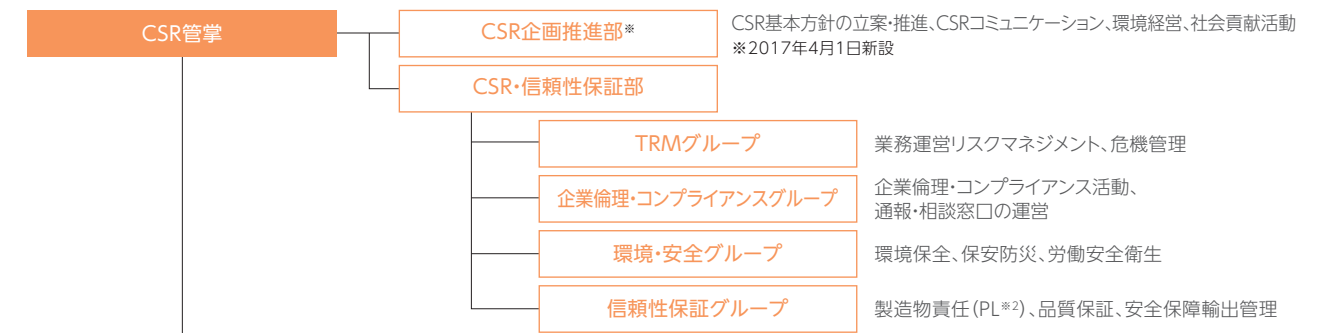 CSR管掌
CSR企画推進部※
CSR基本方針の立案・推進、CSRコミュニケーション、環境経営、社会貢献活動
※2017年4月1日新設
CSR・信頼性保証部
TRMグループ
業務運営リスクマネジメント、危機管理
企業倫理・コンプライアンスグループ
企業倫理・コンプライアンス活動、
通報・相談窓口の運営
環境・安全グループ
環境保全、保安防災、労働安全衛生
信頼性保証グループ
製造物責任(PL※2)、品質保証、安全保障輸出管理